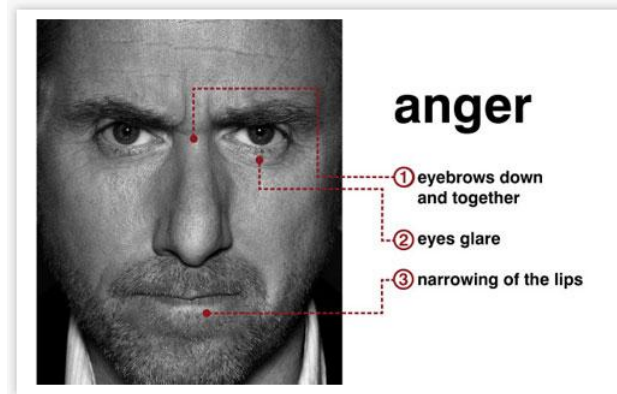 anger
1 eyebrows down
and together
2 eyes glare
3 narrowing of the lips